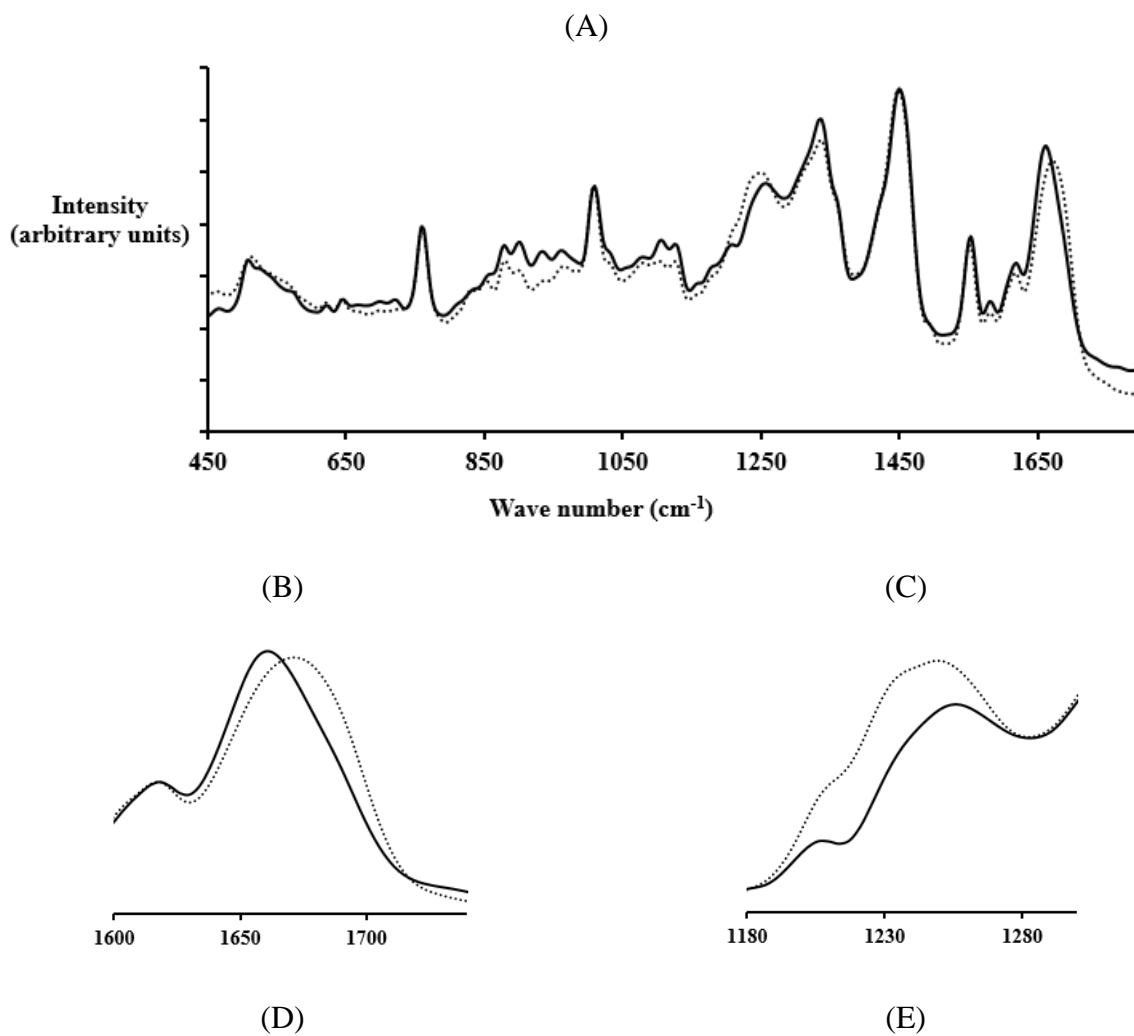 (A)
Intensity
(arbitrary units)
450 650 850 1050 1250 1450 1650
Wave number (cm⁻¹)
(B) (C)
1600 1650 1700
1180 1230 1280
(D) (E)